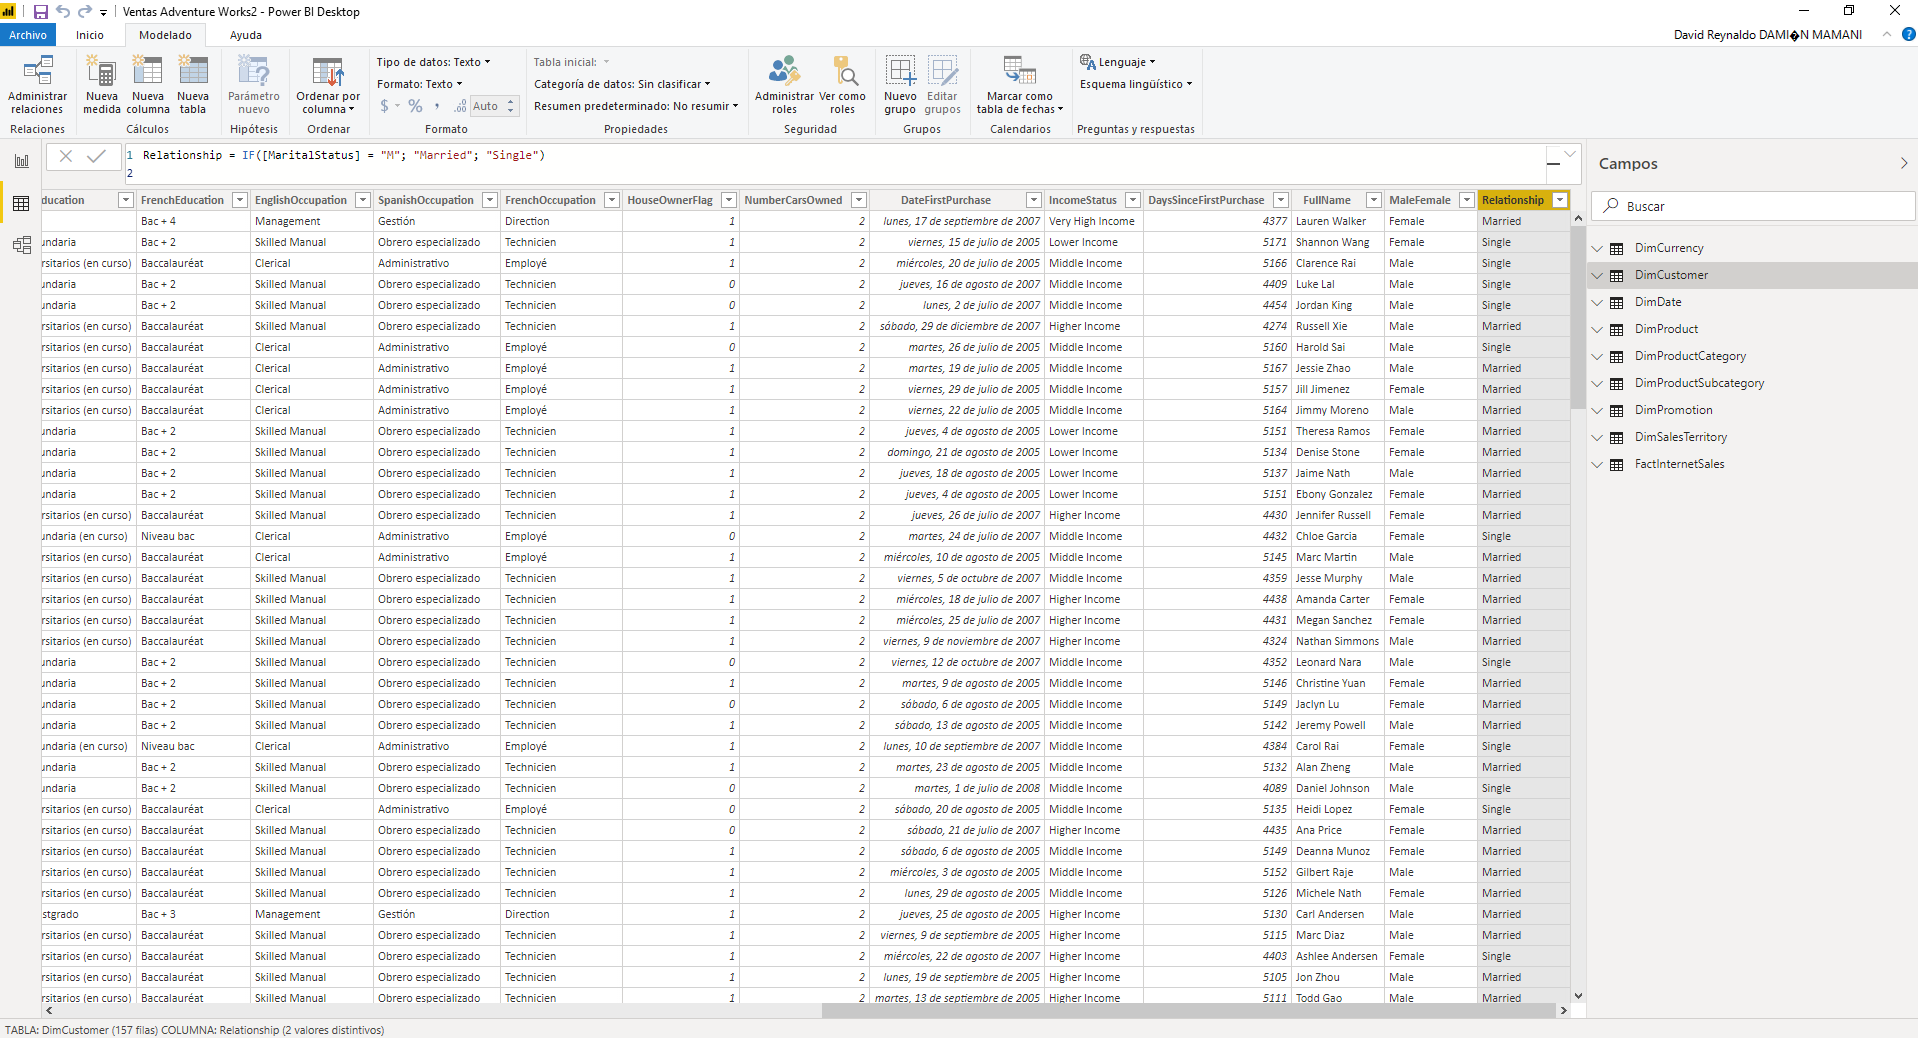 Ventas Adventure Works2 - Power BI Desktop
Archivo Inicio Modelado Ayuda
David Reynaldo DAMI�N MAMANI
Administrar relaciones
Relaciones
Nueva medida
Nueva columna
Nueva tabla
Cálculos
Parámetro nuevo
Hipótesis
Ordenar por columna
Ordenar
Tipo de datos: Texto
Formato: Texto
$ % , .00 Auto
Formato
Tabla inicial:
Categoría de datos: Sin clasificar
Resumen predeterminado: No resumir
Propiedades
Administrar roles
Ver como roles
Seguridad
Nuevo grupo
Editar grupos
Grupos
Marcar como tabla de fechas
Calendarios
Lenguaje
Esquema lingüístico
Preguntas y respuestas
1 Relationship = IF([MaritalStatus] = "M"; "Married"; "Single")
2
ducation FrenchEducation EnglishOccupation SpanishOccupation FrenchOccupation HouseOwnerFlag NumberCarsOwned DateFirstPurchase IncomeStatus DaysSinceFirstPurchase FullName MaleFemale Relationship
Bac + 4 Management Gestión Direction 1 2 lunes, 17 de septiembre de 2007 Very High Income 4377 Lauren Walker Female Married
undaria Bac + 2 Skilled Manual Obrero especializado Technicien 1 2 viernes, 15 de julio de 2005 Lower Income 5171 Shannon Wang Female Single
rsitarios (en curso) Baccalauréat Clerical Administrativo Employé 1 2 miércoles, 20 de julio de 2005 Middle Income 5166 Clarence Rai Male Single
undaria Bac + 2 Skilled Manual Obrero especializado Technicien 0 2 jueves, 16 de agosto de 2007 Middle Income 4409 Luke Lal Male Single
undaria Bac + 2 Skilled Manual Obrero especializado Technicien 0 2 lunes, 2 de julio de 2007 Middle Income 4454 Jordan King Male Single
rsitarios (en curso) Baccalauréat Skilled Manual Obrero especializado Technicien 1 2 sábado, 29 de diciembre de 2007 Higher Income 4274 Russell Xie Male Married
rsitarios (en curso) Baccalauréat Clerical Administrativo Employé 0 2 martes, 26 de julio de 2005 Middle Income 5160 Harold Sai Male Single
rsitarios (en curso) Baccalauréat Clerical Administrativo Employé 1 2 martes, 19 de julio de 2005 Middle Income 5167 Jessie Zhao Male Married
rsitarios (en curso) Baccalauréat Clerical Administrativo Employé 1 2 viernes, 29 de julio de 2005 Middle Income 5157 Jill Jimenez Female Married
rsitarios (en curso) Baccalauréat Clerical Administrativo Employé 1 2 viernes, 22 de julio de 2005 Middle Income 5164 Jimmy Moreno Male Married
undaria Bac + 2 Skilled Manual Obrero especializado Technicien 1 2 jueves, 4 de agosto de 2005 Lower Income 5151 Theresa Ramos Female Married
undaria Bac + 2 Skilled Manual Obrero especializado Technicien 1 2 domingo, 21 de agosto de 2005 Lower Income 5134 Denise Stone Female Married
undaria Bac + 2 Skilled Manual Obrero especializado Technicien 1 2 jueves, 18 de agosto de 2005 Lower Income 5137 Jaime Nath Male Married
undaria Bac + 2 Skilled Manual Obrero especializado Technicien 1 2 jueves, 4 de agosto de 2005 Lower Income 5151 Ebony Gonzalez Female Married
rsitarios (en curso) Baccalauréat Skilled Manual Obrero especializado Technicien 1 2 jueves, 26 de julio de 2007 Higher Income 4430 Jennifer Russell Female Married
undaria (en curso) Niveau bac Clerical Administrativo Employé 0 2 martes, 24 de julio de 2007 Middle Income 4432 Chloe Garcia Female Single
rsitarios (en curso) Baccalauréat Clerical Administrativo Employé 1 2 miércoles, 10 de agosto de 2005 Middle Income 5145 Marc Martin Male Married
rsitarios (en curso) Baccalauréat Skilled Manual Obrero especializado Technicien 1 2 viernes, 5 de octubre de 2007 Middle Income 4359 Jesse Murphy Male Married
rsitarios (en curso) Baccalauréat Skilled Manual Obrero especializado Technicien 1 2 miércoles, 18 de julio de 2007 Higher Income 4438 Amanda Carter Female Married
rsitarios (en curso) Baccalauréat Skilled Manual Obrero especializado Technicien 1 2 miércoles, 25 de julio de 2007 Higher Income 4431 Megan Sanchez Female Married
rsitarios (en curso) Baccalauréat Skilled Manual Obrero especializado Technicien 1 2 viernes, 9 de noviembre de 2007 Higher Income 4324 Nathan Simmons Male Married
undaria Bac + 2 Skilled Manual Obrero especializado Technicien 0 2 viernes, 12 de octubre de 2007 Middle Income 4352 Leonard Nara Male Single
undaria Bac + 2 Skilled Manual Obrero especializado Technicien 1 2 martes, 9 de agosto de 2005 Middle Income 5146 Christine Yuan Female Married
undaria Bac + 2 Skilled Manual Obrero especializado Technicien 0 2 sábado, 6 de agosto de 2005 Middle Income 5149 Jaclyn Lu Female Married
undaria Bac + 2 Skilled Manual Obrero especializado Technicien 1 2 sábado, 13 de agosto de 2005 Middle Income 5142 Jeremy Powell Male Married
undaria (en curso) Niveau bac Clerical Administrativo Employé 1 2 lunes, 10 de septiembre de 2007 Middle Income 4384 Carol Rai Female Single
undaria Bac + 2 Skilled Manual Obrero especializado Technicien 1 2 martes, 23 de agosto de 2005 Middle Income 5132 Alan Zheng Male Married
undaria Bac + 2 Skilled Manual Obrero especializado Technicien 0 2 martes, 1 de julio de 2008 Middle Income 4089 Daniel Johnson Male Single
rsitarios (en curso) Baccalauréat Clerical Administrativo Employé 0 2 sábado, 20 de agosto de 2005 Middle Income 5135 Heidi Lopez Female Single
rsitarios (en curso) Baccalauréat Skilled Manual Obrero especializado Technicien 0 2 sábado, 21 de julio de 2007 Higher Income 4435 Ana Price Female Married
rsitarios (en curso) Baccalauréat Skilled Manual Obrero especializado Technicien 1 2 sábado, 6 de agosto de 2005 Middle Income 5149 Deanna Munoz Female Married
rsitarios (en curso) Baccalauréat Skilled Manual Obrero especializado Technicien 1 2 miércoles, 3 de agosto de 2005 Middle Income 5152 Gilbert Raje Male Married
rsitarios (en curso) Baccalauréat Skilled Manual Obrero especializado Technicien 1 2 lunes, 29 de agosto de 2005 Middle Income 5126 Michele Nath Female Married
stgrado Bac + 3 Management Gestión Direction 1 2 jueves, 25 de agosto de 2005 Higher Income 5130 Carl Andersen Male Married
rsitarios (en curso) Baccalauréat Skilled Manual Obrero especializado Technicien 1 2 viernes, 9 de septiembre de 2005 Higher Income 5115 Marc Diaz Male Married
rsitarios (en curso) Baccalauréat Skilled Manual Obrero especializado Technicien 1 2 miércoles, 22 de agosto de 2007 Higher Income 4403 Ashlee Andersen Female Single
rsitarios (en curso) Baccalauréat Skilled Manual Obrero especializado Technicien 1 2 lunes, 19 de septiembre de 2005 Higher Income 5105 Jon Zhou Male Married
rsitarios (en curso) Baccalauréat Skilled Manual Obrero especializado Technicien 1 2 martes, 13 de septiembre de 2005 Higher Income 5111 Todd Gao Male Married
Campos
Buscar
DimCurrency
DimCustomer
DimDate
DimProduct
DimProductCategory
DimProductSubcategory
DimPromotion
DimSalesTerritory
FactInternetSales
TABLA: DimCustomer (157 filas) COLUMNA: Relationship (2 valores distintivos)